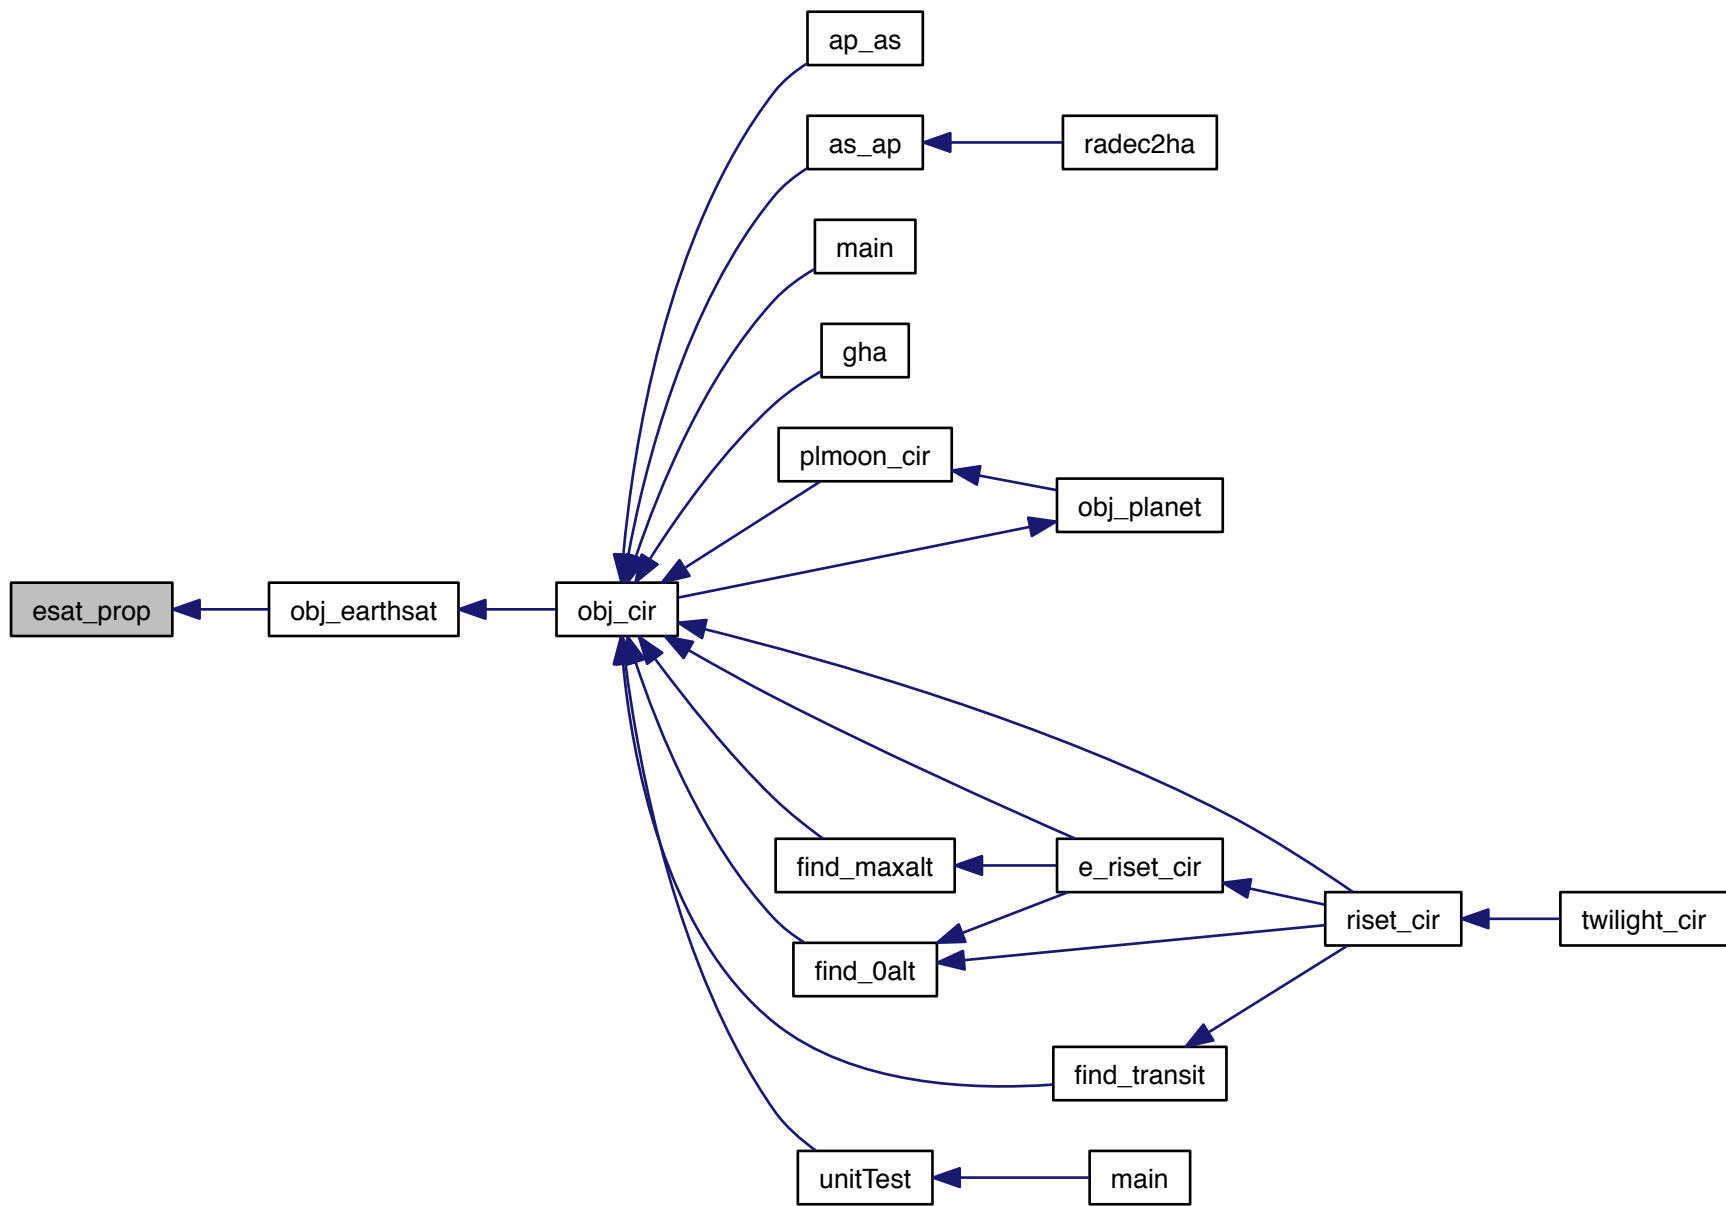 ap_as
as_ap
radec2ha
main
gha
plmoon_cir
obj_planet
esat_prop
obj_earthsat
obj_cir
find_maxalt
e_riset_cir
riset_cir
twilight_cir
find_0alt
find_transit
unitTest
main